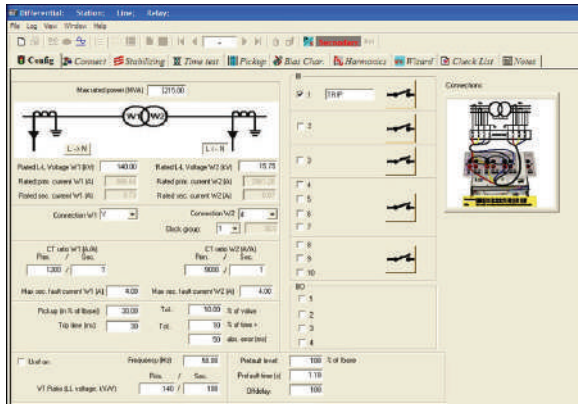 Differential: Station: Line: Relay:
File Log View Window Help
Secondary
Config Connect Stabilizing Time test Pickup Bias Char. Harmonics Wizard Check List Notes
Max rated power (MVA) 1215.00
W1 W2
L -> N L -> N
Rated L-L Voltage W1 (kV) 140.00 Rated L-L Voltage W2 (kV) 15.75
Rated prim. current W1 (A) Rated prim. current W2 (A)
Rated sec. current W1 (A) Rated sec. current W2 (A)
Connection W1 Y Connection W2 d
Clock group: 1
CT ratio W1 (A/A) CT ratio W2 (A/A)
Prim. / Sec. Prim. / Sec.
1200 / 1 9000 / 1
Max sec. fault current W1 (A) 4.00 Max sec. fault current W2 (A) 4.00
Pick-up (in % of Ibase) 30.00 Tol. 10.00 % of value
Trip time (ms) 30 Tol. 10 % of time +
50 abs. error (ms)
Frequency (Hz) 50.00
Prim. / Sec.
VT Ratio (LL voltage, kV/V) 140 / 100
BI
1 TRIP
2
3
4
5
6
7
8
9
10
BO
1
2
3
4
Prefault level: 100 % of Ibase
Prefault time (s) 1.10
Off delay: 100
Connections: